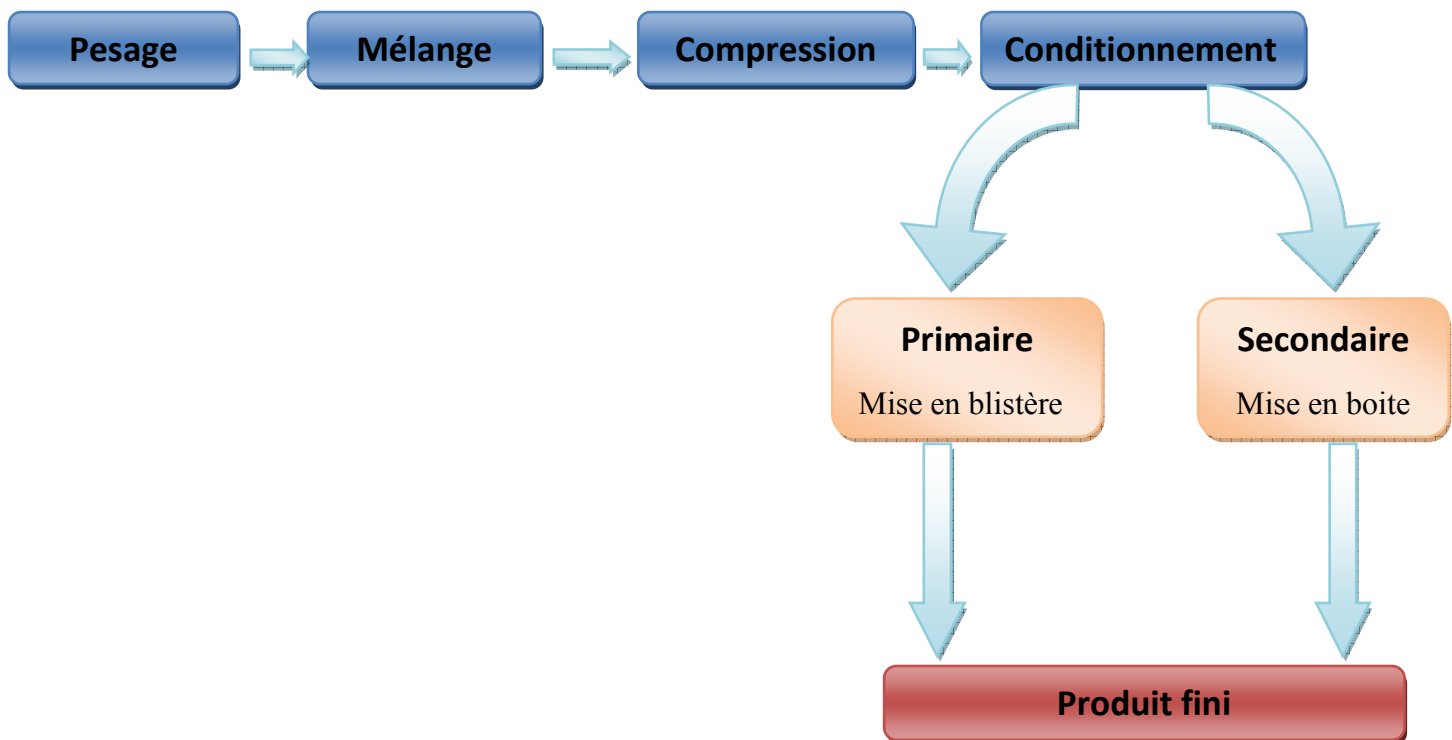 Pesage
Mélange
Compression
Conditionnement
Primaire
Mise en blistère
Secondaire
Mise en boite
Produit fini